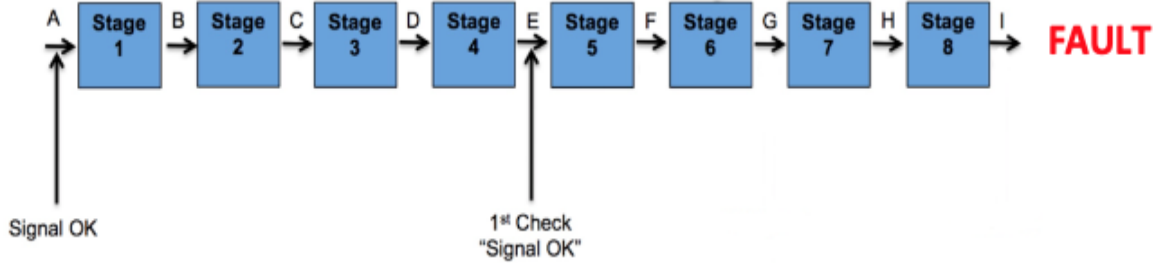 A
B
C
D
E
F
G
H
I
Stage
1
Stage
2
Stage
3
Stage
4
Stage
5
Stage
6
Stage
7
Stage
8
FAULT
Signal OK
1st Check
“Signal OK”